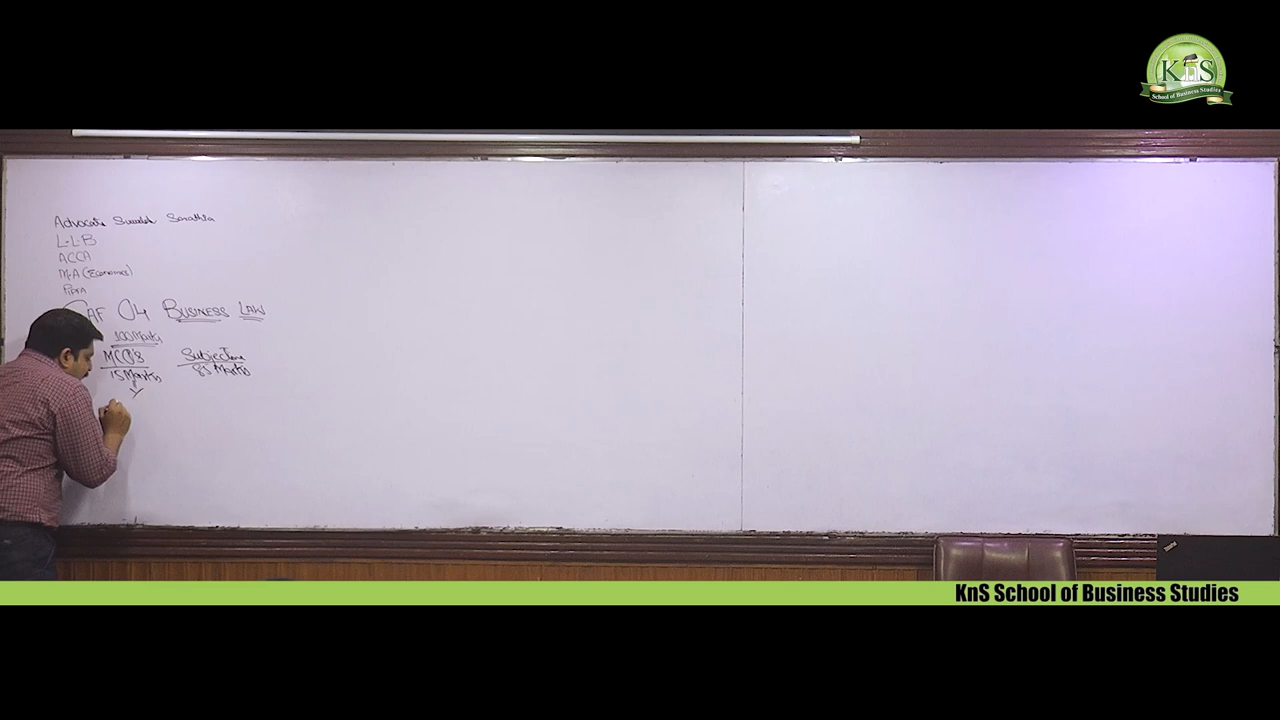 KnS
School of Business Studies
Advocate
L.L.B
ACCA
M.A (Economics)
CAF 04 BUSINESS LAW
100 Marks
MCQ's Subjective
15 Marks 85 Marks
KnS School of Business Studies